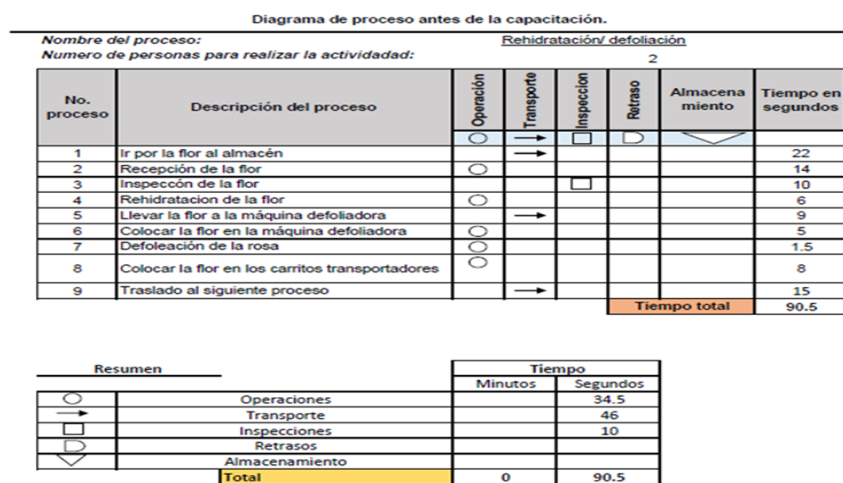 Diagrama de proceso antes de la capacitación.
Nombre del proceso: Rehidratación/ defoliación
Numero de personas para realizar la actividadad: 2
No. proceso Descripción del proceso Operación Transporte Inspeccion Retraso Almacena miento Tiempo en segundos
1 Ir por la flor al almacén 22
2 Recepción de la flor 14
3 Inspeccón de la flor 10
4 Rehidratacion de la flor 6
5 Llevar la flor a la máquina defoliadora 9
6 Colocar la flor en la máquina defoliadora 5
7 Defoleación de la rosa 1.5
8 Colocar la flor en los carritos transportadores 8
9 Traslado al siguiente proceso 15
Tiempo total 90.5
Resumen Tiempo
Minutos Segundos
Operaciones 34.5
Transporte 46
Inspecciones 10
Retrasos
Almacenamiento
Total 0 90.5